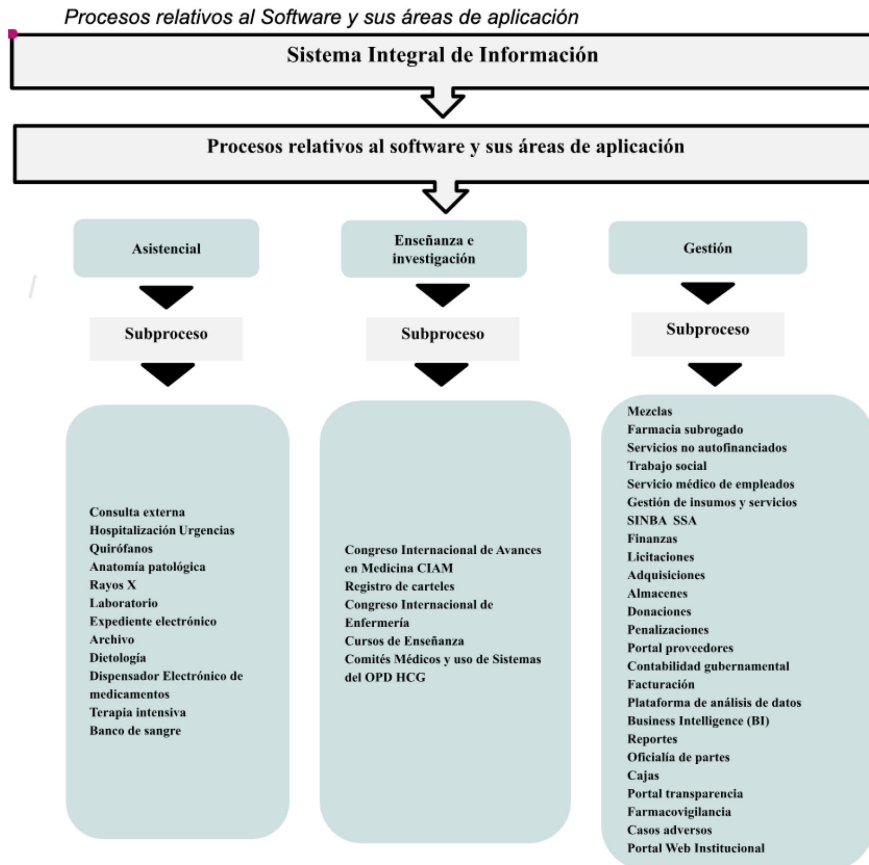 Procesos relativos al Software y sus áreas de aplicación
Sistema Integral de Información
Procesos relativos al software y sus áreas de aplicación
Asistencial
Subproceso
Consulta externa
Hospitalización Urgencias
Quirófanos
Anatomía patológica
Rayos X
Laboratorio
Expediente electrónico
Archivo
Dietología
Dispensador Electrónico de
medicamentos
Terapia intensiva
Banco de sangre
Enseñanza e
investigación
Subproceso
Congreso Internacional de Avances
en Medicina CIAM
Registro de carteles
Congreso Internacional de
Enfermería
Cursos de Enseñanza
Comités Médicos y uso de Sistemas
del OPD HCG
Gestión
Subproceso
Mezclas
Farmacia subrogado
Servicios no autofinanciados
Trabajo social
Servicio médico de empleados
Gestión de insumos y servicios
SINBA SSA
Finanzas
Licitaciones
Adquisiciones
Almacenes
Donaciones
Penalizaciones
Portal proveedores
Contabilidad gubernamental
Facturación
Plataforma de análisis de datos
Business Intelligence (BI)
Reportes
Oficialía de partes
Cajas
Portal transparencia
Farmacovigilancia
Casos adversos
Portal Web Institucional